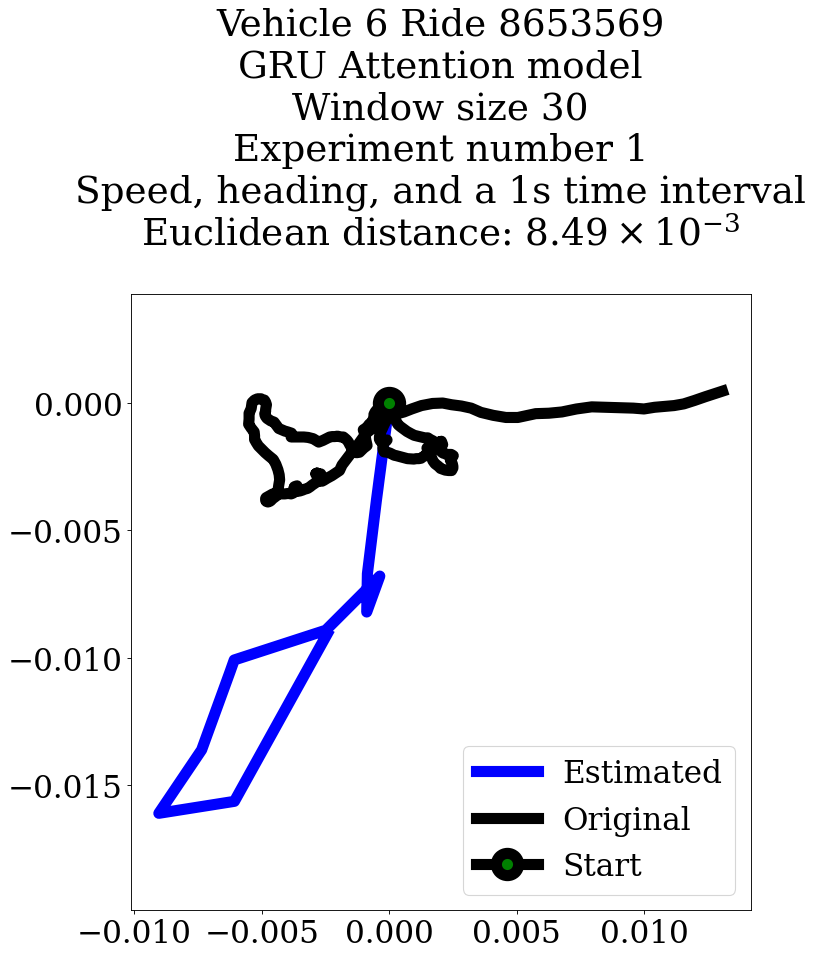 Vehicle 6 Ride 8653569
GRU Attention model
Window size 30
Experiment number 1
Speed, heading, and a 1s time interval
Euclidean distance: 8.49 × 10⁻³
0.000
−0.005
−0.010
−0.015
Estimated
Original
Start
−0.010 −0.005 0.000 0.005 0.010